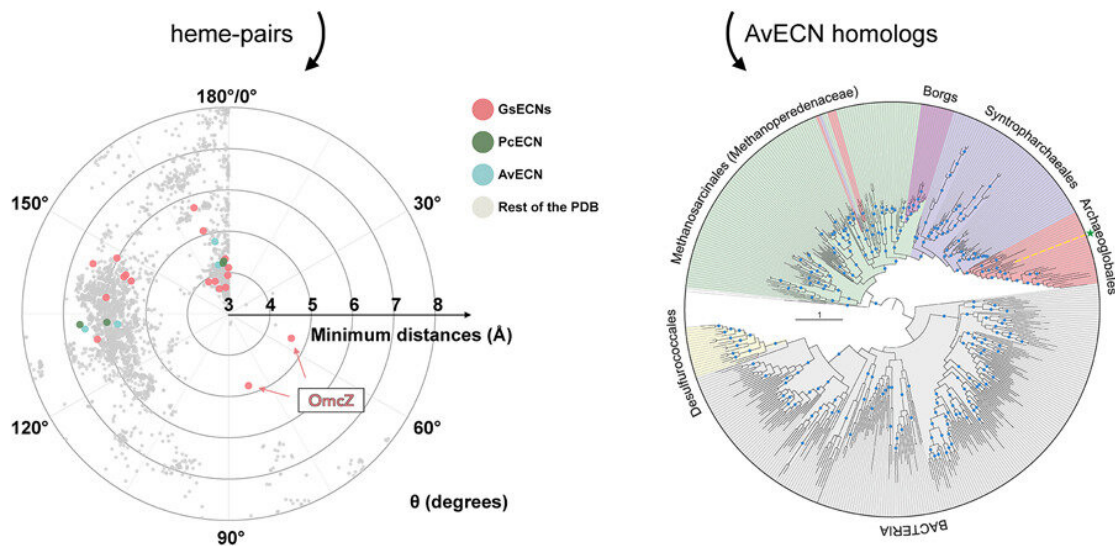 heme-pairs
AvECN homologs
180°/0°
GsECNs
PcECN
AvECN
Rest of the PDB
150°
30°
3 4 5 6 7 8
Minimum distances (Å)
OmcZ
120°
60°
θ (degrees)
90°
Methanosarcinales (Methanoperedenaceae)
Borgs
Syntropharchaeales
Archaeoglobales
1
Desulfurococcales
BACTERIA